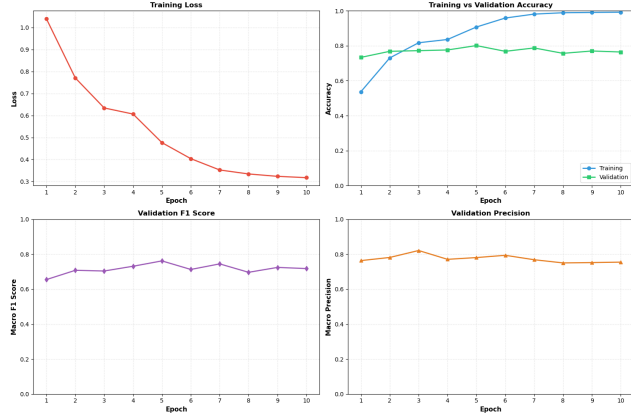 Training Loss
Loss
1.0
0.9
0.8
0.7
0.6
0.5
0.4
0.3
1 2 3 4 5 6 7 8 9 10
Epoch
Training vs Validation Accuracy
Accuracy
1.0
0.8
0.6
0.4
0.2
0.0
Training
Validation
1 2 3 4 5 6 7 8 9 10
Epoch
Validation F1 Score
Macro F1 Score
1.0
0.8
0.6
0.4
0.2
0.0
1 2 3 4 5 6 7 8 9 10
Epoch
Validation Precision
Macro Precision
1.0
0.8
0.6
0.4
0.2
0.0
1 2 3 4 5 6 7 8 9 10
Epoch